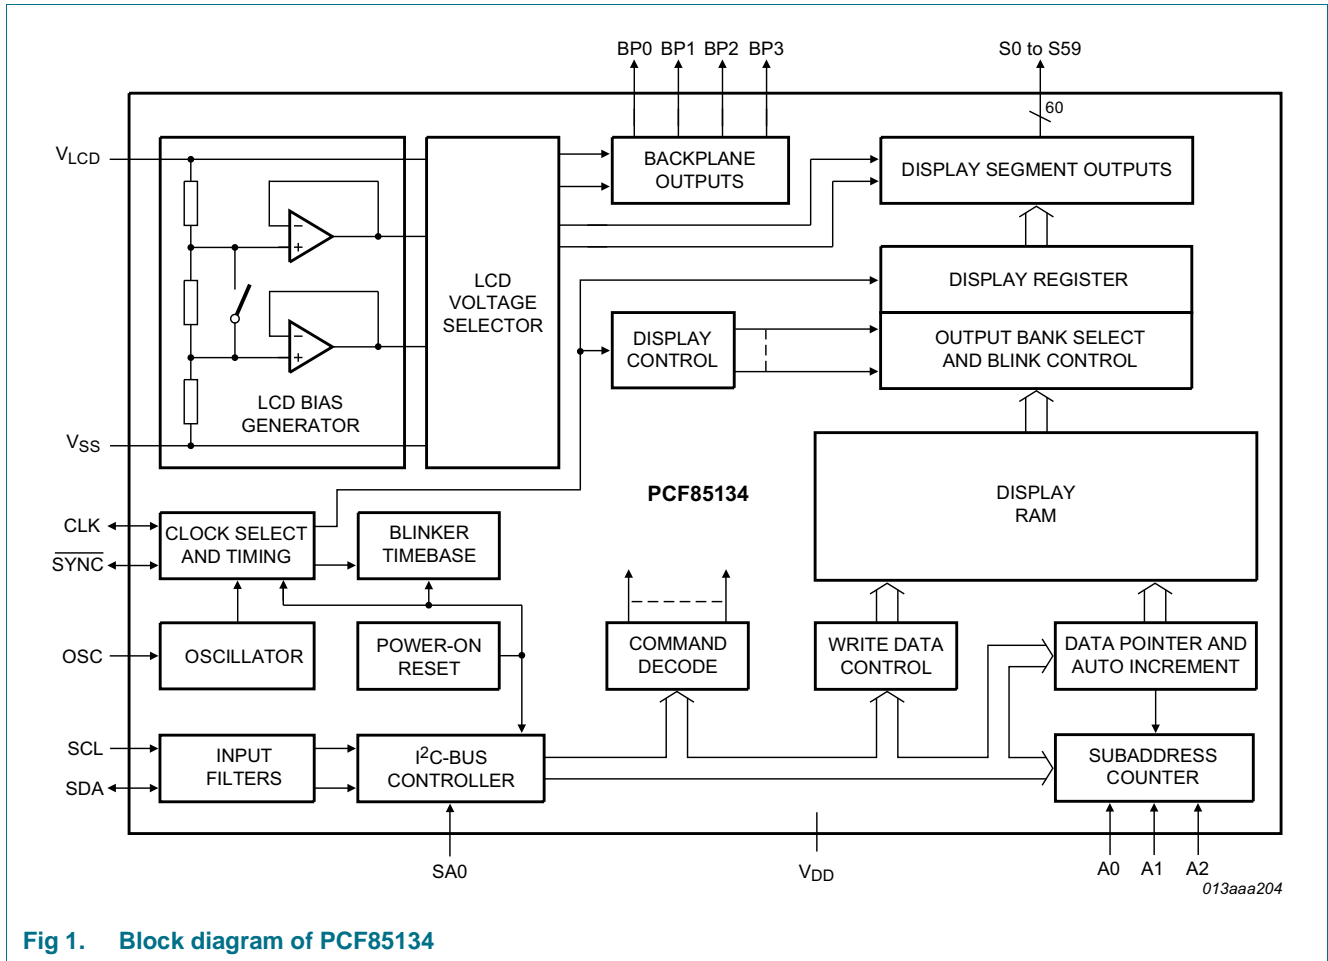 BP0 BP1 BP2 BP3
S0 to S59
60
VLCD
BACKPLANE
OUTPUTS
DISPLAY SEGMENT OUTPUTS
−
+
−
+
LCD BIAS
GENERATOR
LCD
VOLTAGE
SELECTOR
DISPLAY REGISTER
DISPLAY
CONTROL
OUTPUT BANK SELECT
AND BLINK CONTROL
VSS
PCF85134
DISPLAY
RAM
CLK
SYNC
CLOCK SELECT
AND TIMING
BLINKER
TIMEBASE
OSC
OSCILLATOR
POWER-ON
RESET
COMMAND
DECODE
WRITE DATA
CONTROL
DATA POINTER AND
AUTO INCREMENT
SCL
SDA
INPUT
FILTERS
I2C-BUS
CONTROLLER
SUBADDRESS
COUNTER
SA0
VDD
A0 A1 A2
013aaa204
Fig 1. Block diagram of PCF85134